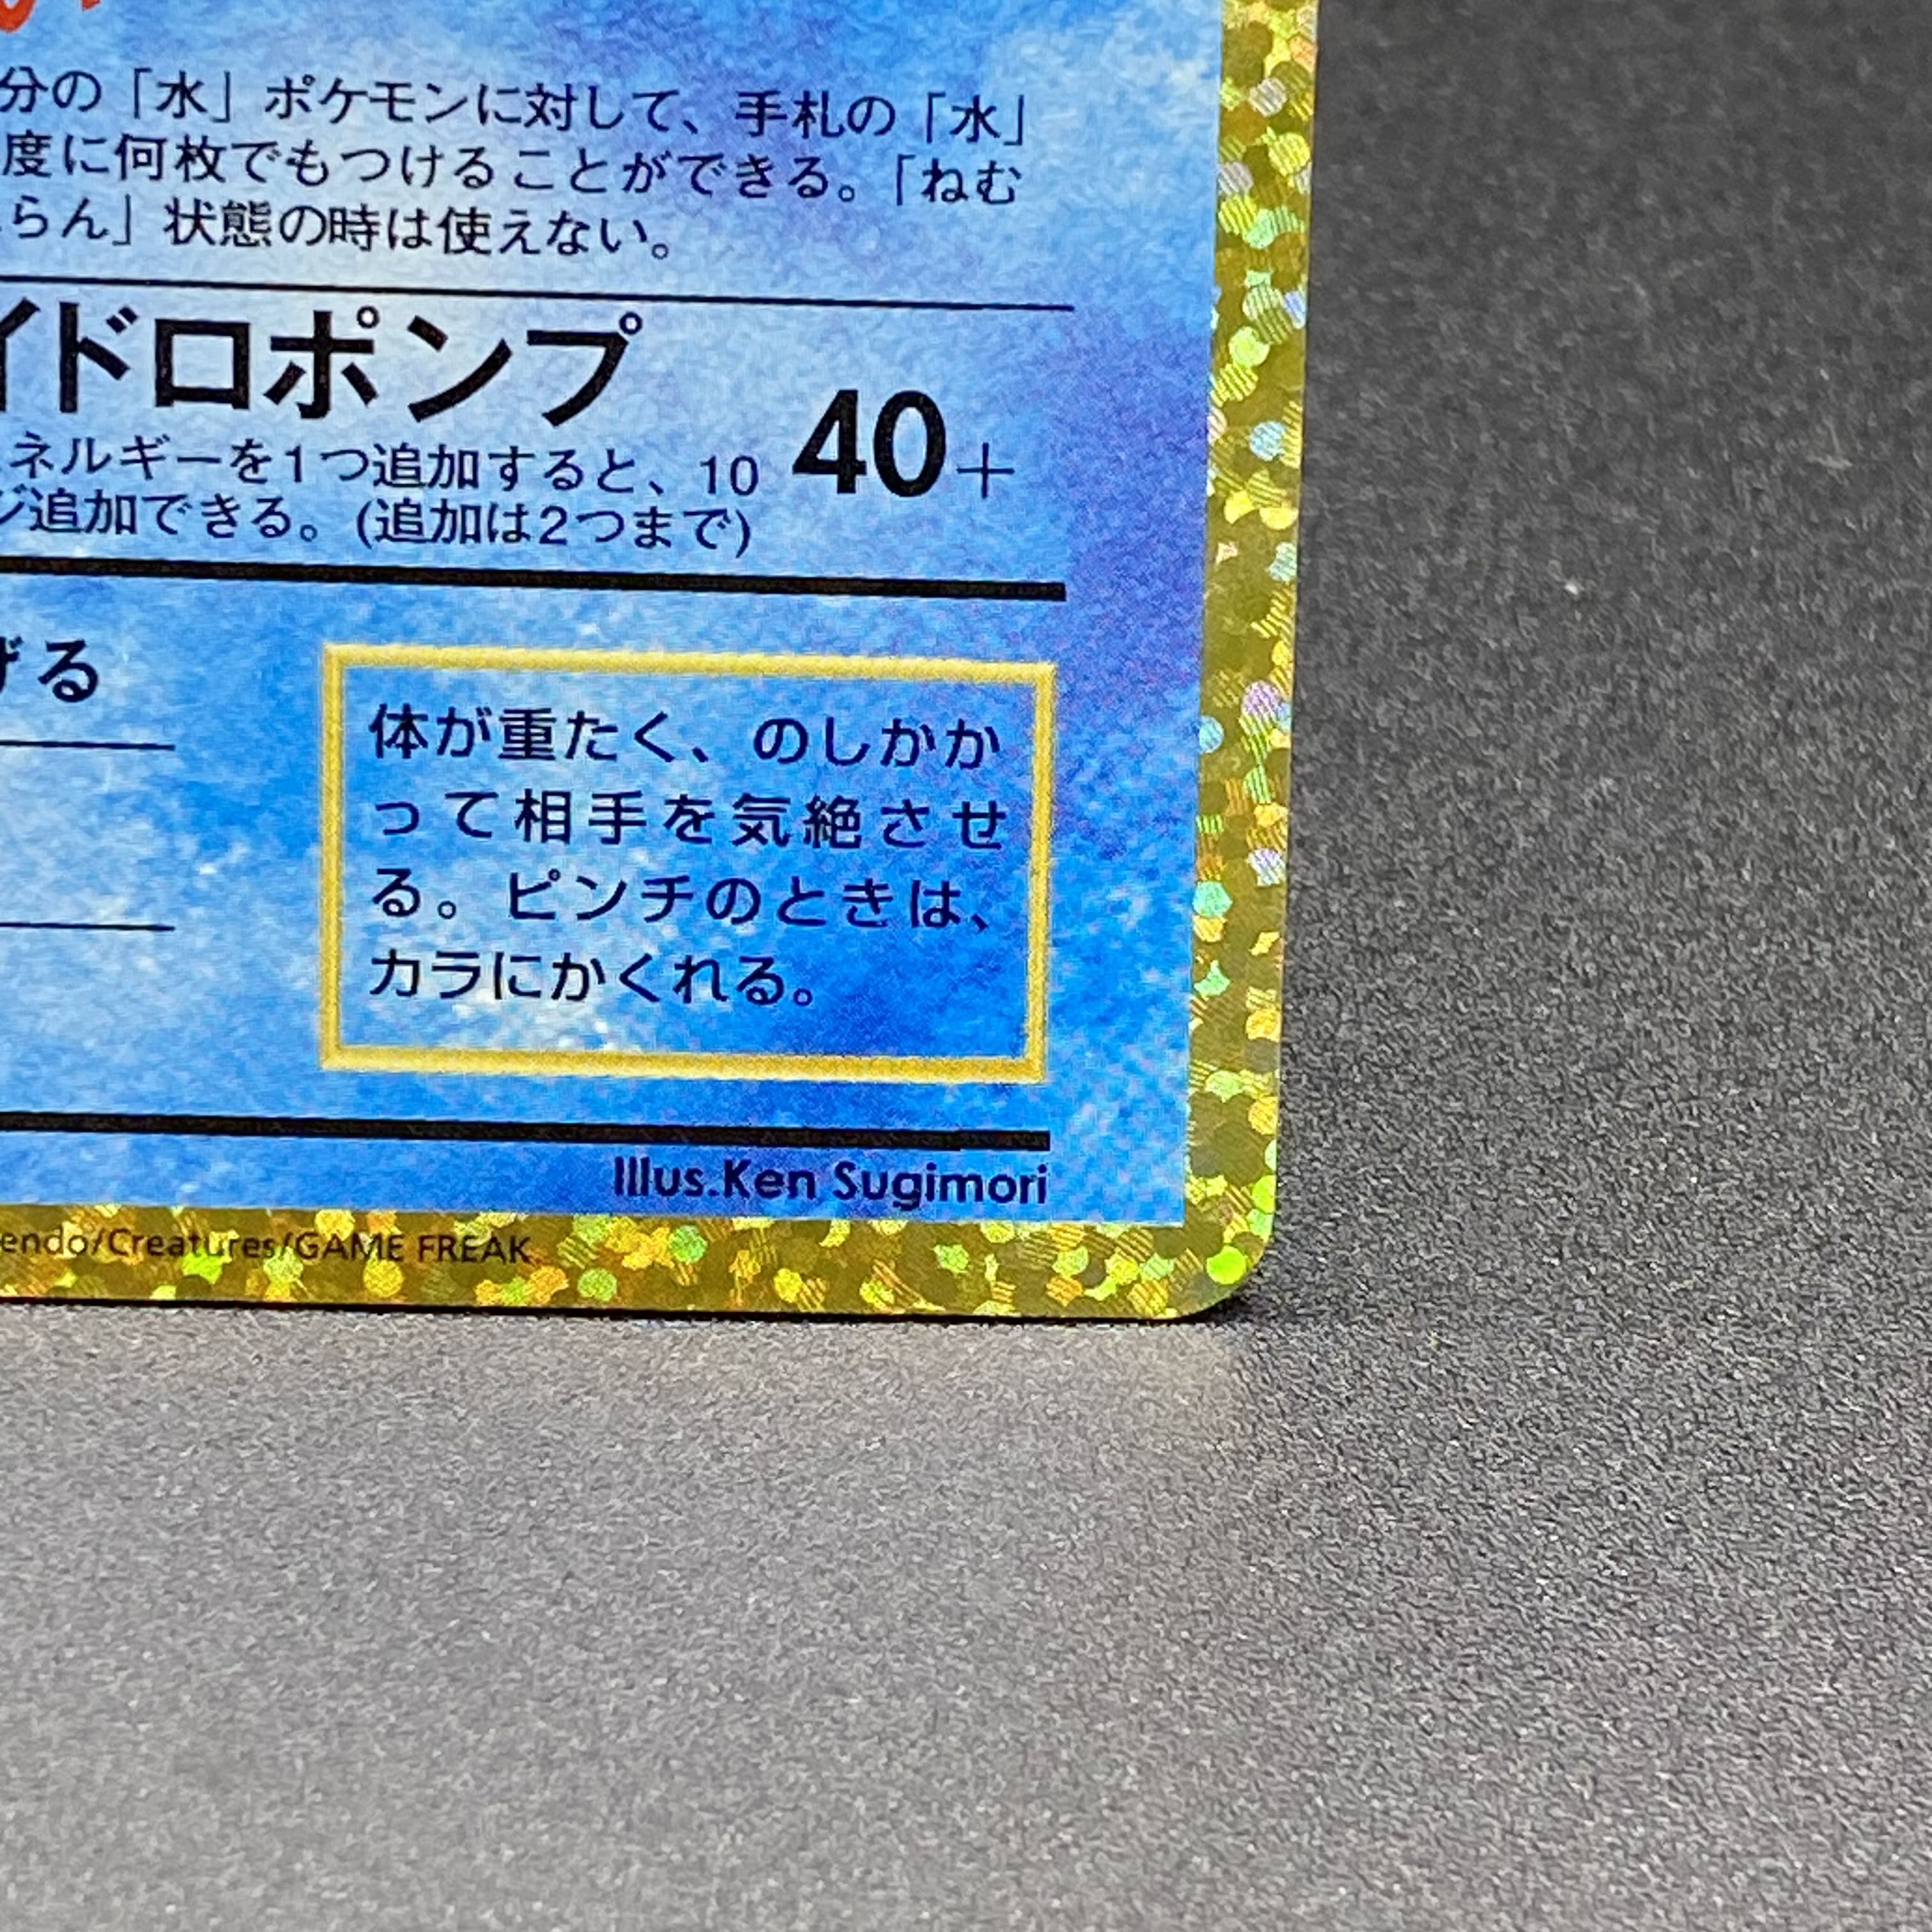 分の「水」ポケモンに対して、手札の「水」
度に何枚でもつけることができる。「ねむ
らん」状態の時は使えない。
イドロポンプ
40+
ネルギーを1つ追加すると、10
ジ追加できる。(追加は2つまで)
げる
体が重たく、のしかか
って相手を気絶させ
る。ピンチのときは、
カラにかくれる。
Illus.Ken Sugimori
endo/Creatures/GAME FREAK